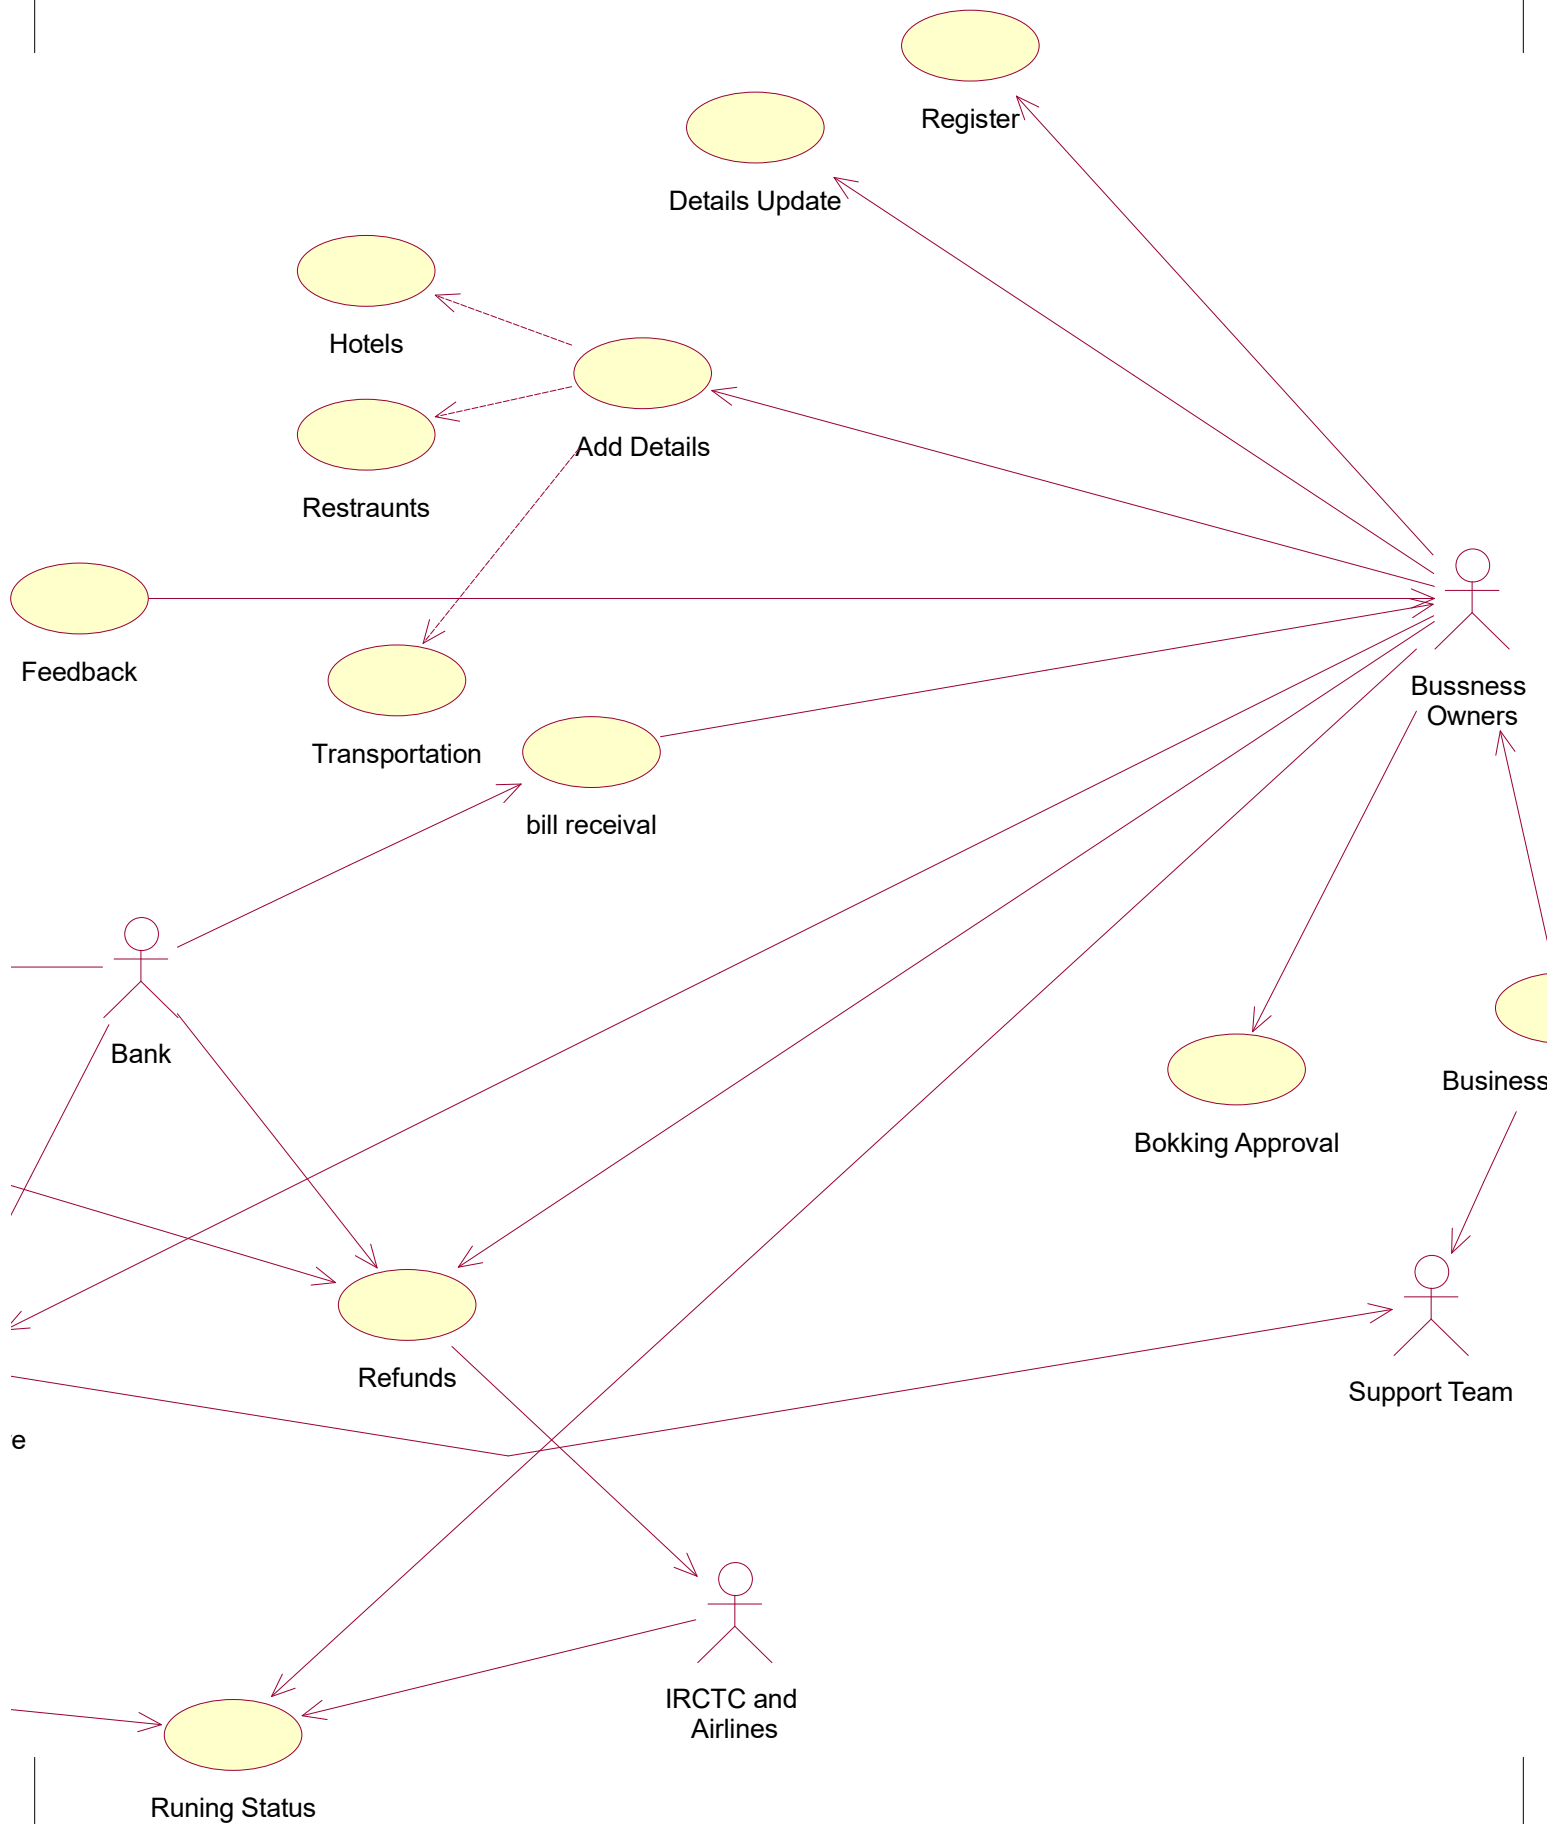 Register
Details Update
Hotels
Add Details
Restraunts
Feedback
Bussness
Owners
Transportation
bill receival
Bank
Business
Bokking Approval
Refunds
Support Team
e
IRCTC and
Airlines
Runing Status